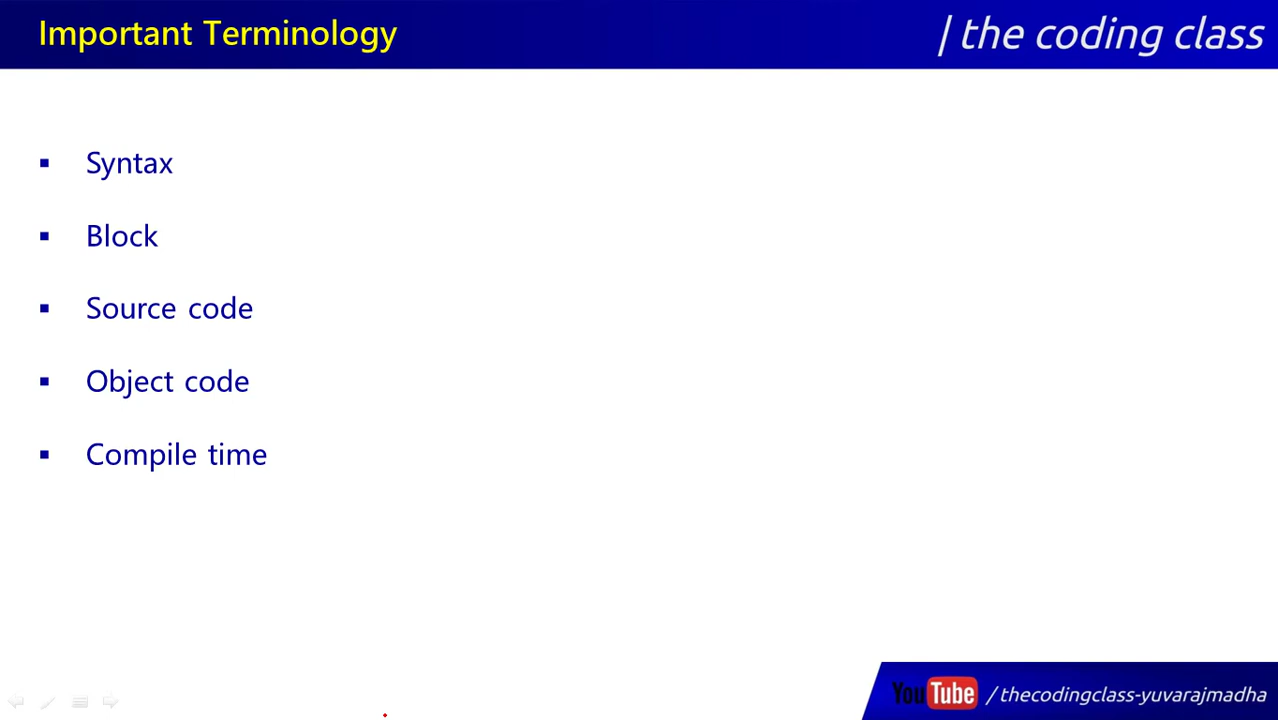 Important Terminology
/ the coding class
▪ Syntax
▪ Block
▪ Source code
▪ Object code
▪ Compile time
YouTube / thecodingclass-yuvarajmadha